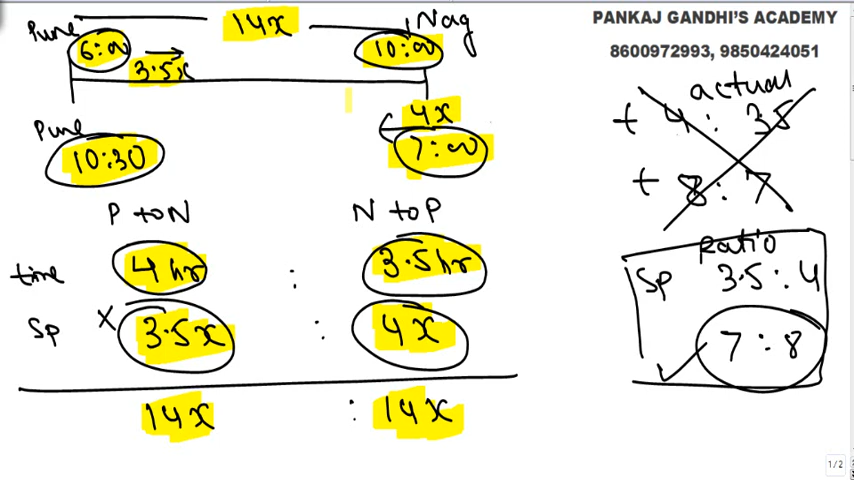 Pune 14x Nag
6:00 10:00
3.5x
4x
Pune 7:00
10:30
P to N N to P
time 4 hr : 3.5 hr
Sp × 3.5x : 4x
14x : 14x
PANKAJ GANDHI'S ACADEMY
8600972993, 9850424051
actual
t 4 : 35
t 8 : 7
ratio
Sp 3.5 : 4
7 : 8
1/2